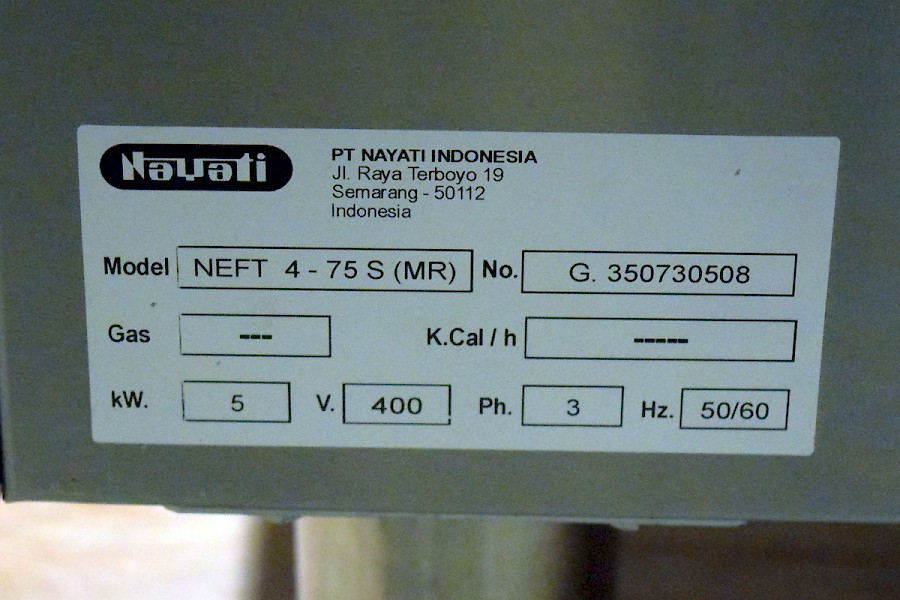 Nayati
PT NAYATI INDONESIA
Jl. Raya Terboyo 19
Semarang - 50112
Indonesia
Model NEFT 4 - 75 S (MR) No. G. 350730508
Gas --- K.Cal / h -----
kW. 5 V. 400 Ph. 3 Hz. 50/60